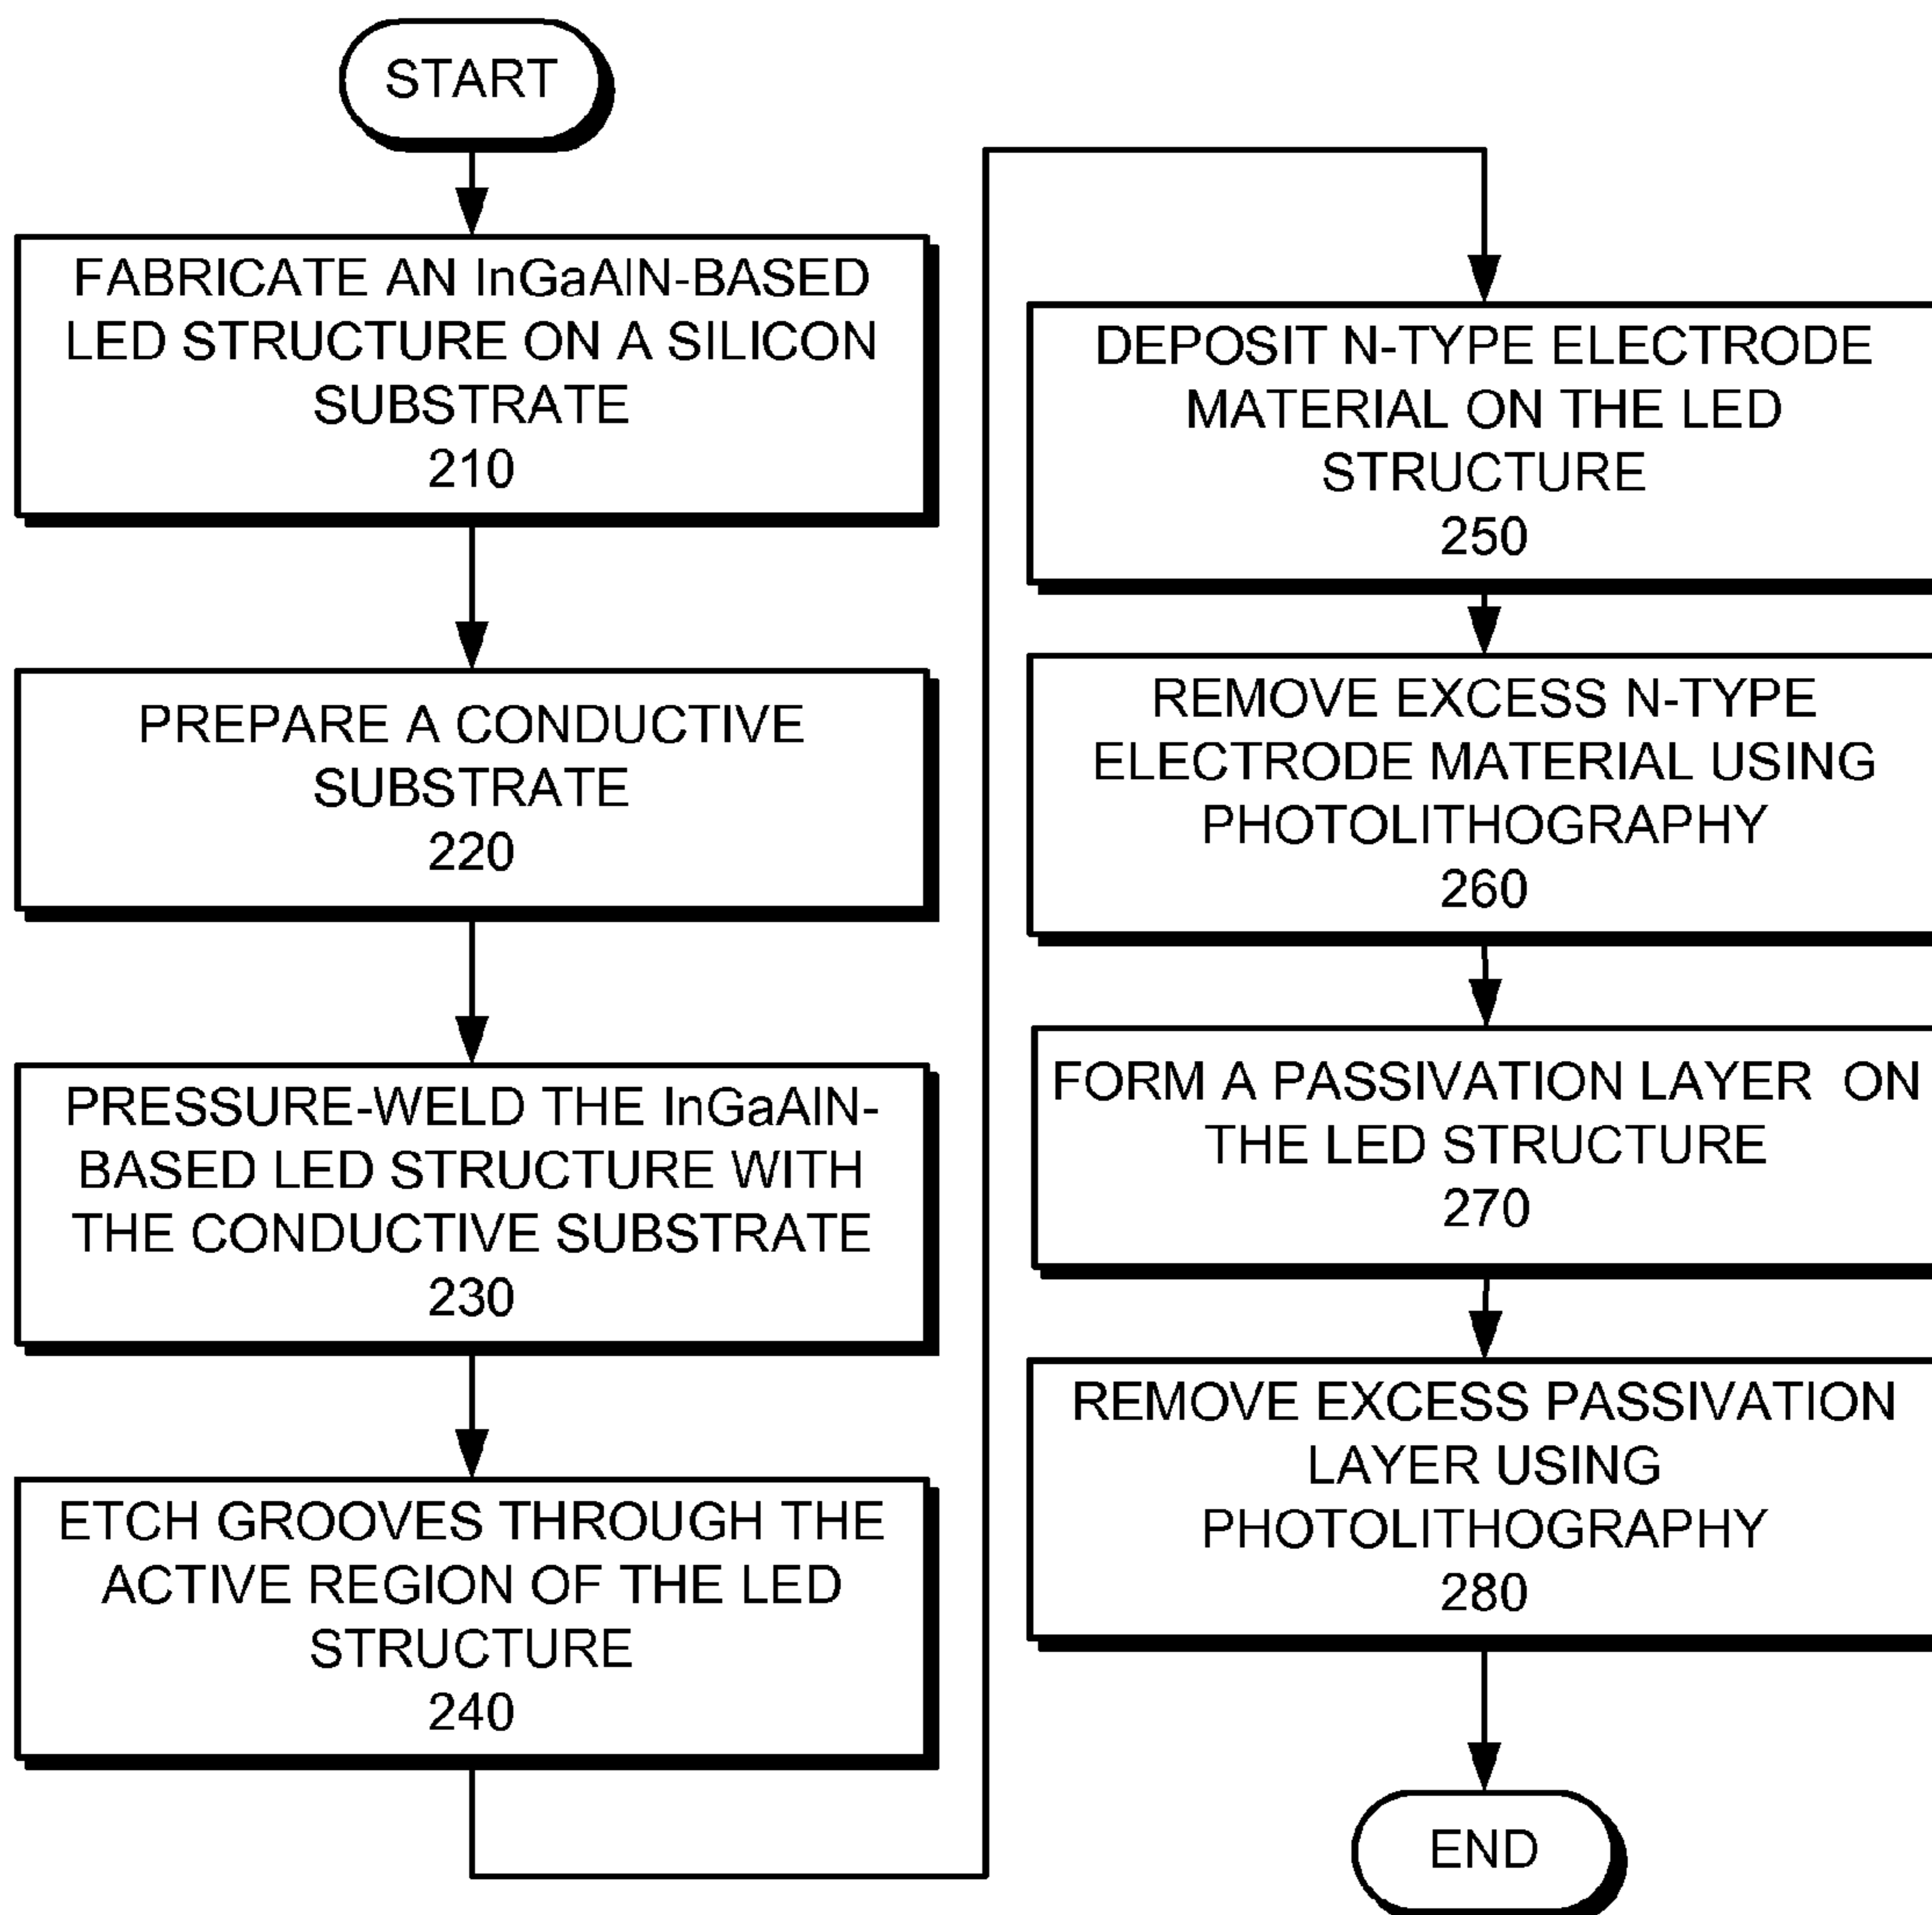 START
FABRICATE AN InGaAlN-BASED
LED STRUCTURE ON A SILICON
SUBSTRATE
210
PREPARE A CONDUCTIVE
SUBSTRATE
220
PRESSURE-WELD THE InGaAlN-
BASED LED STRUCTURE WITH
THE CONDUCTIVE SUBSTRATE
230
ETCH GROOVES THROUGH THE
ACTIVE REGION OF THE LED
STRUCTURE
240
DEPOSIT N-TYPE ELECTRODE
MATERIAL ON THE LED
STRUCTURE
250
REMOVE EXCESS N-TYPE
ELECTRODE MATERIAL USING
PHOTOLITHOGRAPHY
260
FORM A PASSIVATION LAYER ON
THE LED STRUCTURE
270
REMOVE EXCESS PASSIVATION
LAYER USING
PHOTOLITHOGRAPHY
280
END